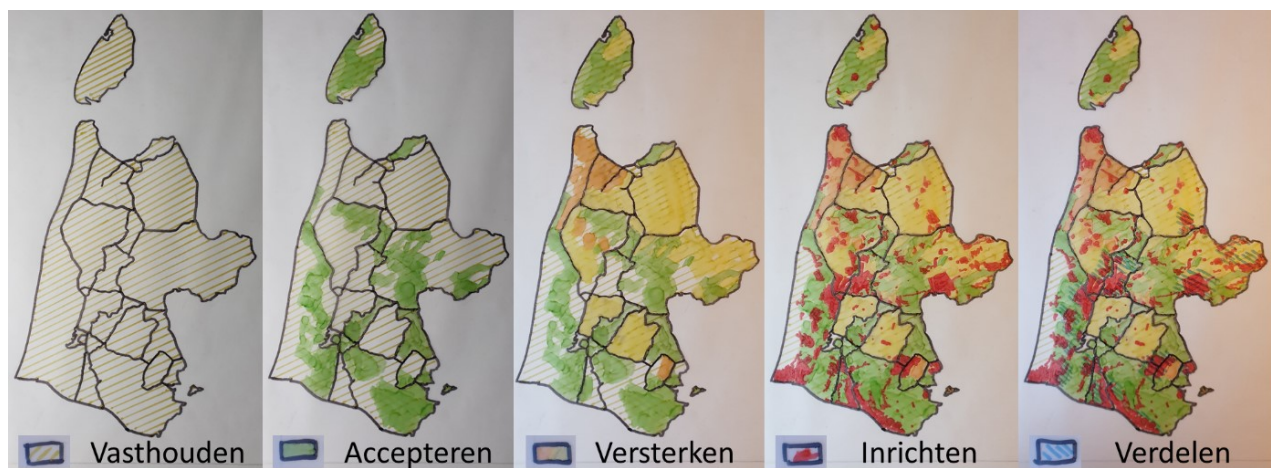 Vasthouden
Accepteren
Versterken
Inrichten
Verdelen